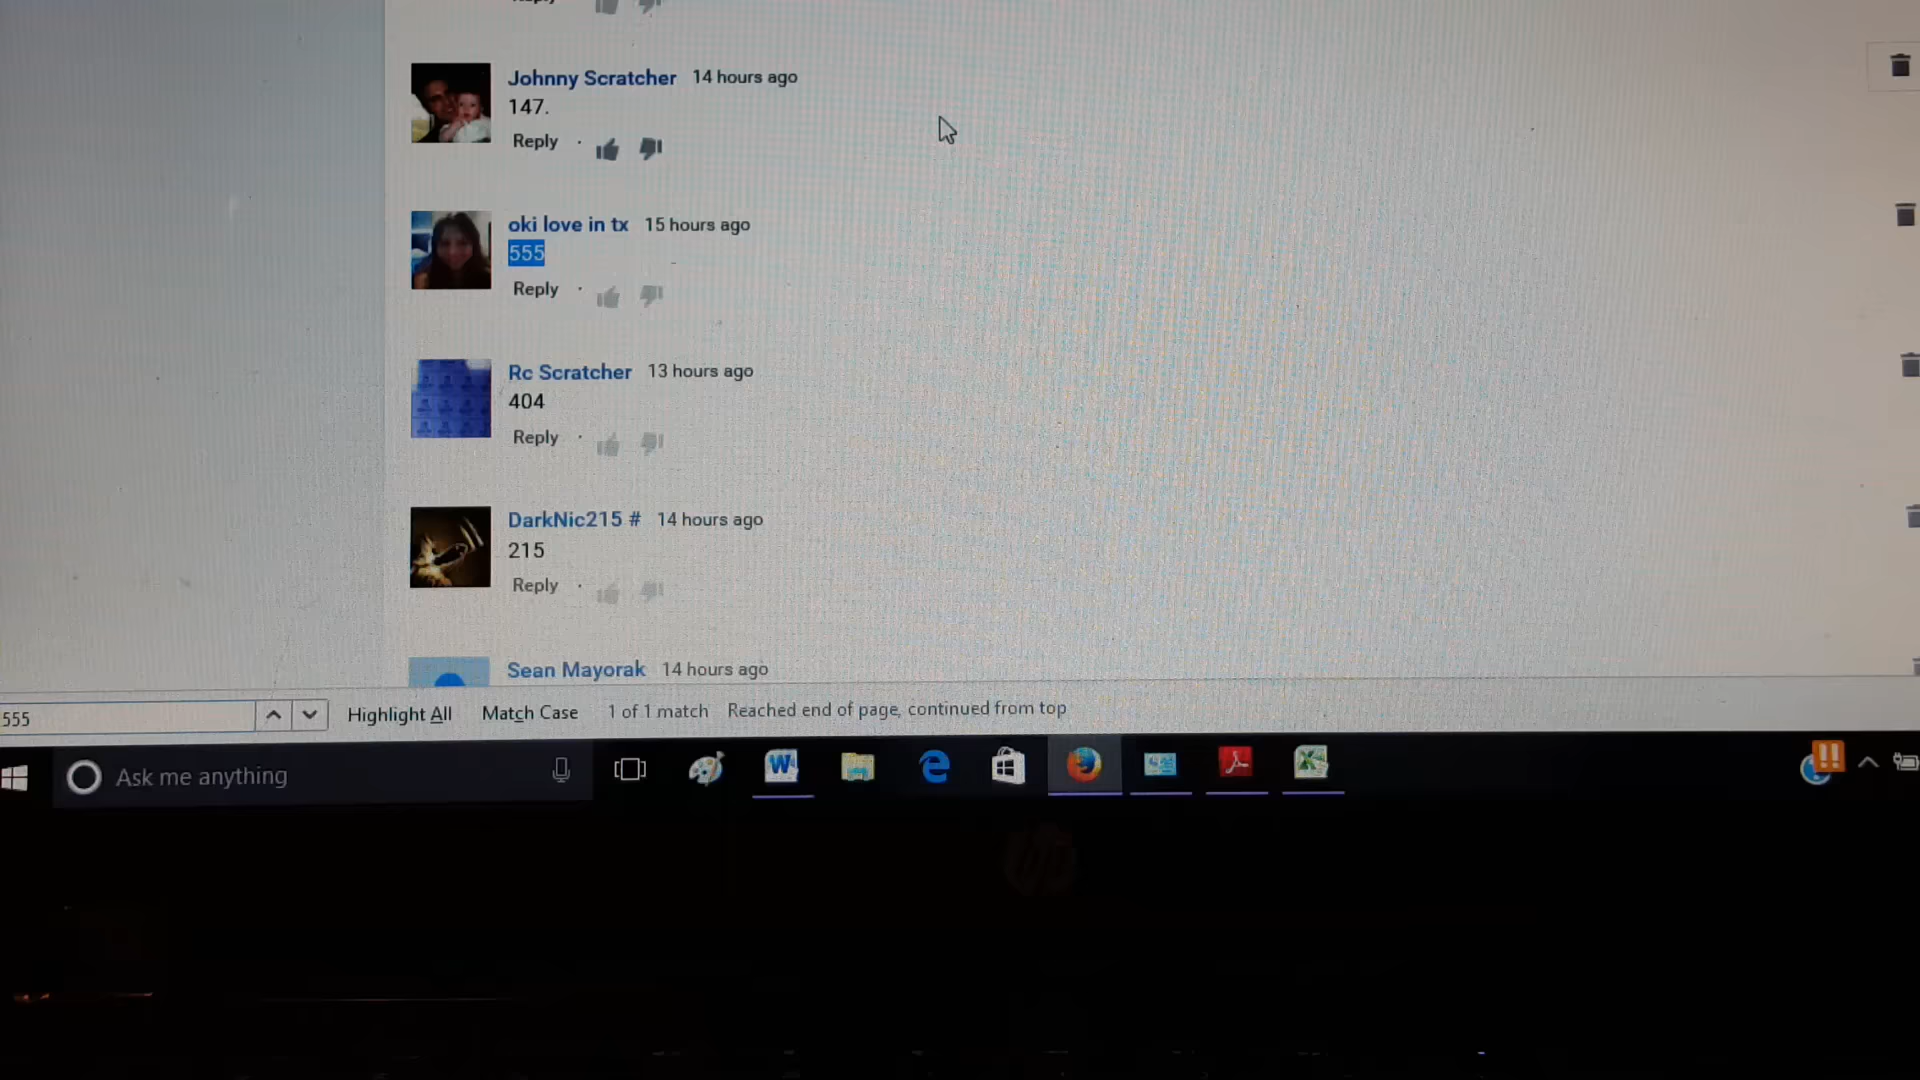 Reply
Johnny Scratcher 14 hours ago
147.
Reply ·
oki love in tx 15 hours ago
555
Reply ·
Rc Scratcher 13 hours ago
404
Reply ·
DarkNic215 # 14 hours ago
215
Reply ·
Sean Mayorak 14 hours ago
555 Highlight All Match Case 1 of 1 match Reached end of page, continued from top
Ask me anything
hp